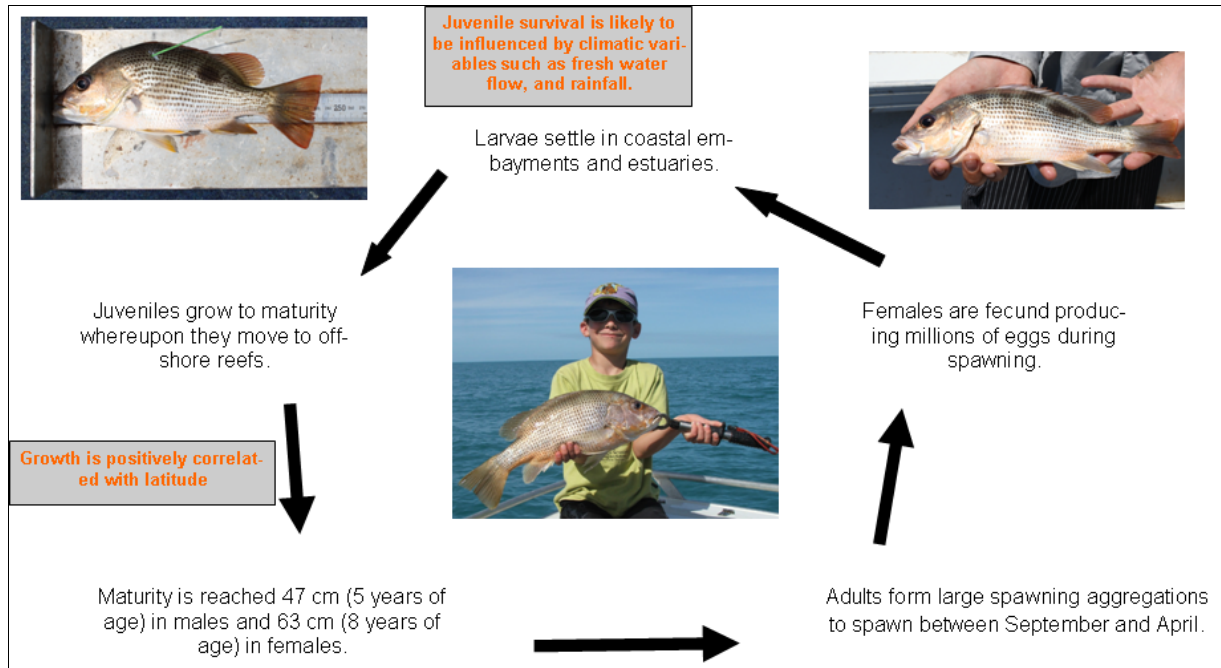 Juvenile survival is likely to
be influenced by climatic vari-
ables such as fresh water
flow, and rainfall.
Larvae settle in coastal em-
bayments and estuaries.
Juveniles grow to maturity
whereupon they move to off-
shore reefs.
Females are fecund produc-
ing millions of eggs during
spawning.
Growth is positively correlat-
ed with latitude
Maturity is reached 47 cm (5 years of
age) in males and 63 cm (8 years of
age) in females.
Adults form large spawning aggregations
to spawn between September and April.
250